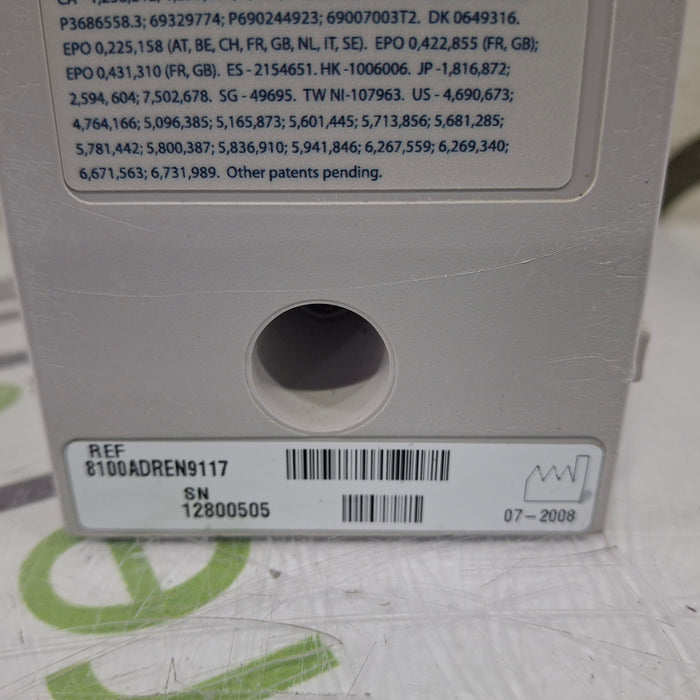 P3686558.3; 69329774; P690244923; 69007003T2. DK 0649316.
EPO 0,225,158 (AT, BE, CH, FR, GB, NL, IT, SE). EPO 0,422,855 (FR, GB);
EPO 0,431,310 (FR, GB). ES - 2154651. HK -1006006. JP -1,816,872;
2,594, 604; 7,502,678. SG - 49695. TW NI-107963. US - 4,690,673;
4,764,166; 5,096,385; 5,165,873; 5,601,445; 5,713,856; 5,681,285;
5,781,442; 5,800,387; 5,836,910; 5,941,846; 6,267,559; 6,269,340;
6,671,563; 6,731,989. Other patents pending.
REF
8100ADREN9117
SN
12800505
07-2008